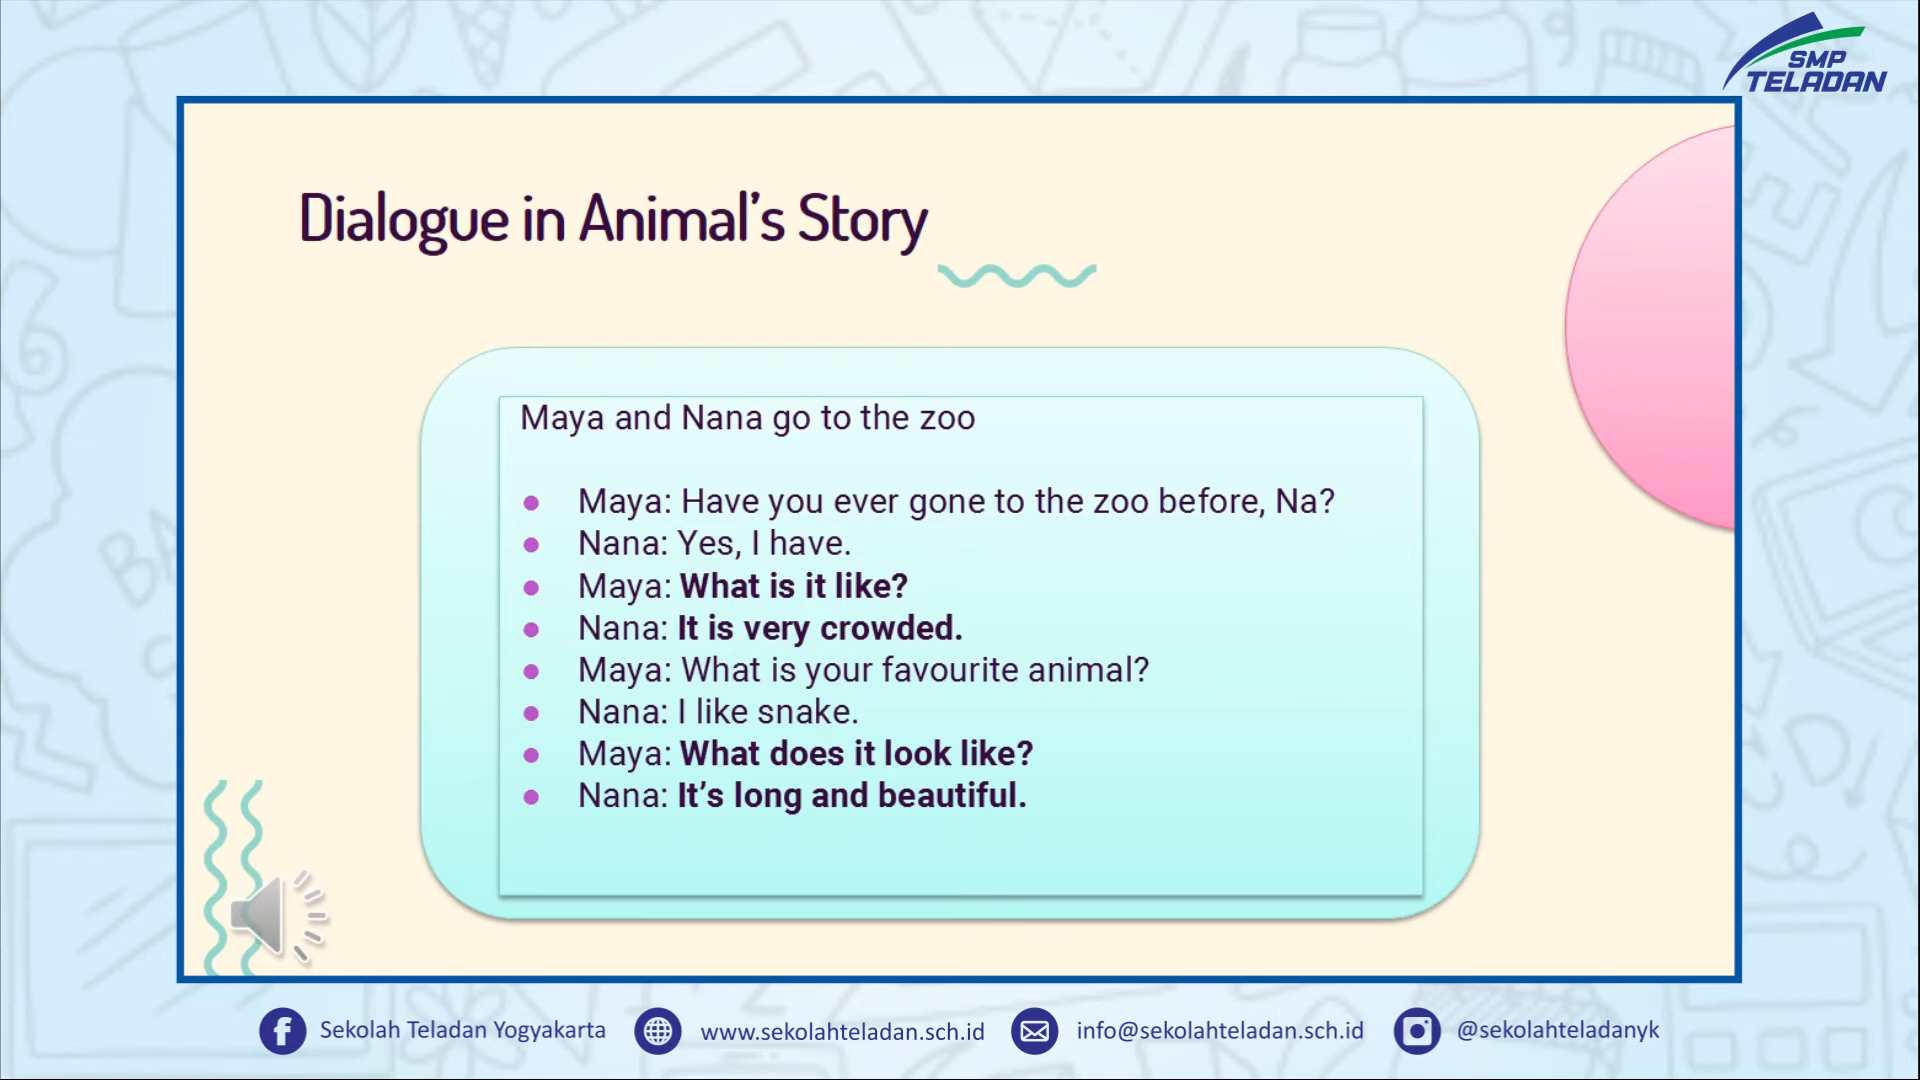 SMP
TELADAN
Dialogue in Animal’s Story
Maya and Nana go to the zoo
● Maya: Have you ever gone to the zoo before, Na?
● Nana: Yes, I have.
● Maya: What is it like?
● Nana: It is very crowded.
● Maya: What is your favourite animal?
● Nana: I like snake.
● Maya: What does it look like?
● Nana: It’s long and beautiful.
Sekolah Teladan Yogyakarta
www.sekolahteladan.sch.id
info@sekolahteladan.sch.id
@sekolahteladanyk